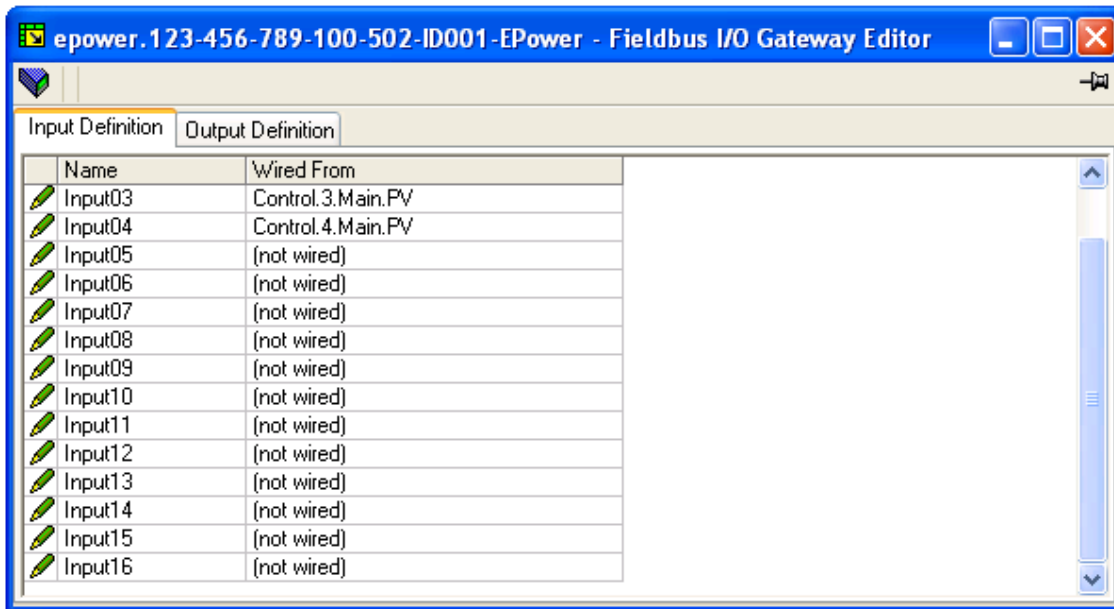 epower.123-456-789-100-502-ID001-EPower - Fieldbus I/O Gateway Editor
Input Definition Output Definition
Name Wired From
Input03 Control.3.Main.PV
Input04 Control.4.Main.PV
Input05 (not wired)
Input06 (not wired)
Input07 (not wired)
Input08 (not wired)
Input09 (not wired)
Input10 (not wired)
Input11 (not wired)
Input12 (not wired)
Input13 (not wired)
Input14 (not wired)
Input15 (not wired)
Input16 (not wired)